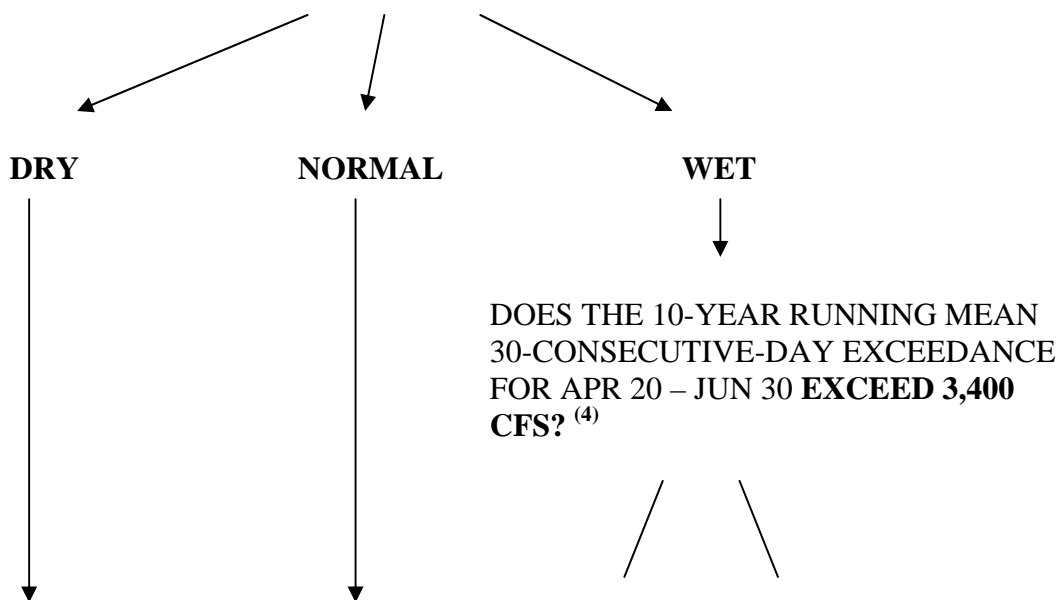 DRY
NORMAL
WET
DOES THE 10-YEAR RUNNING MEAN
30-CONSECUTIVE-DAY EXCEEDANCE
FOR APR 20 – JUN 30 EXCEED 3,400
CFS? (4)